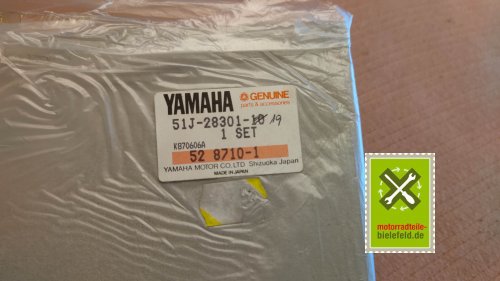 YAMAHA GENUINE
parts & accessories
51J-28301-10 19
1 SET
K870606A
52 8710-1
YAMAHA MOTOR CO.,LTD. Shizuoka Japan
MADE IN JAPAN
motorradteile-
bielefeld.de